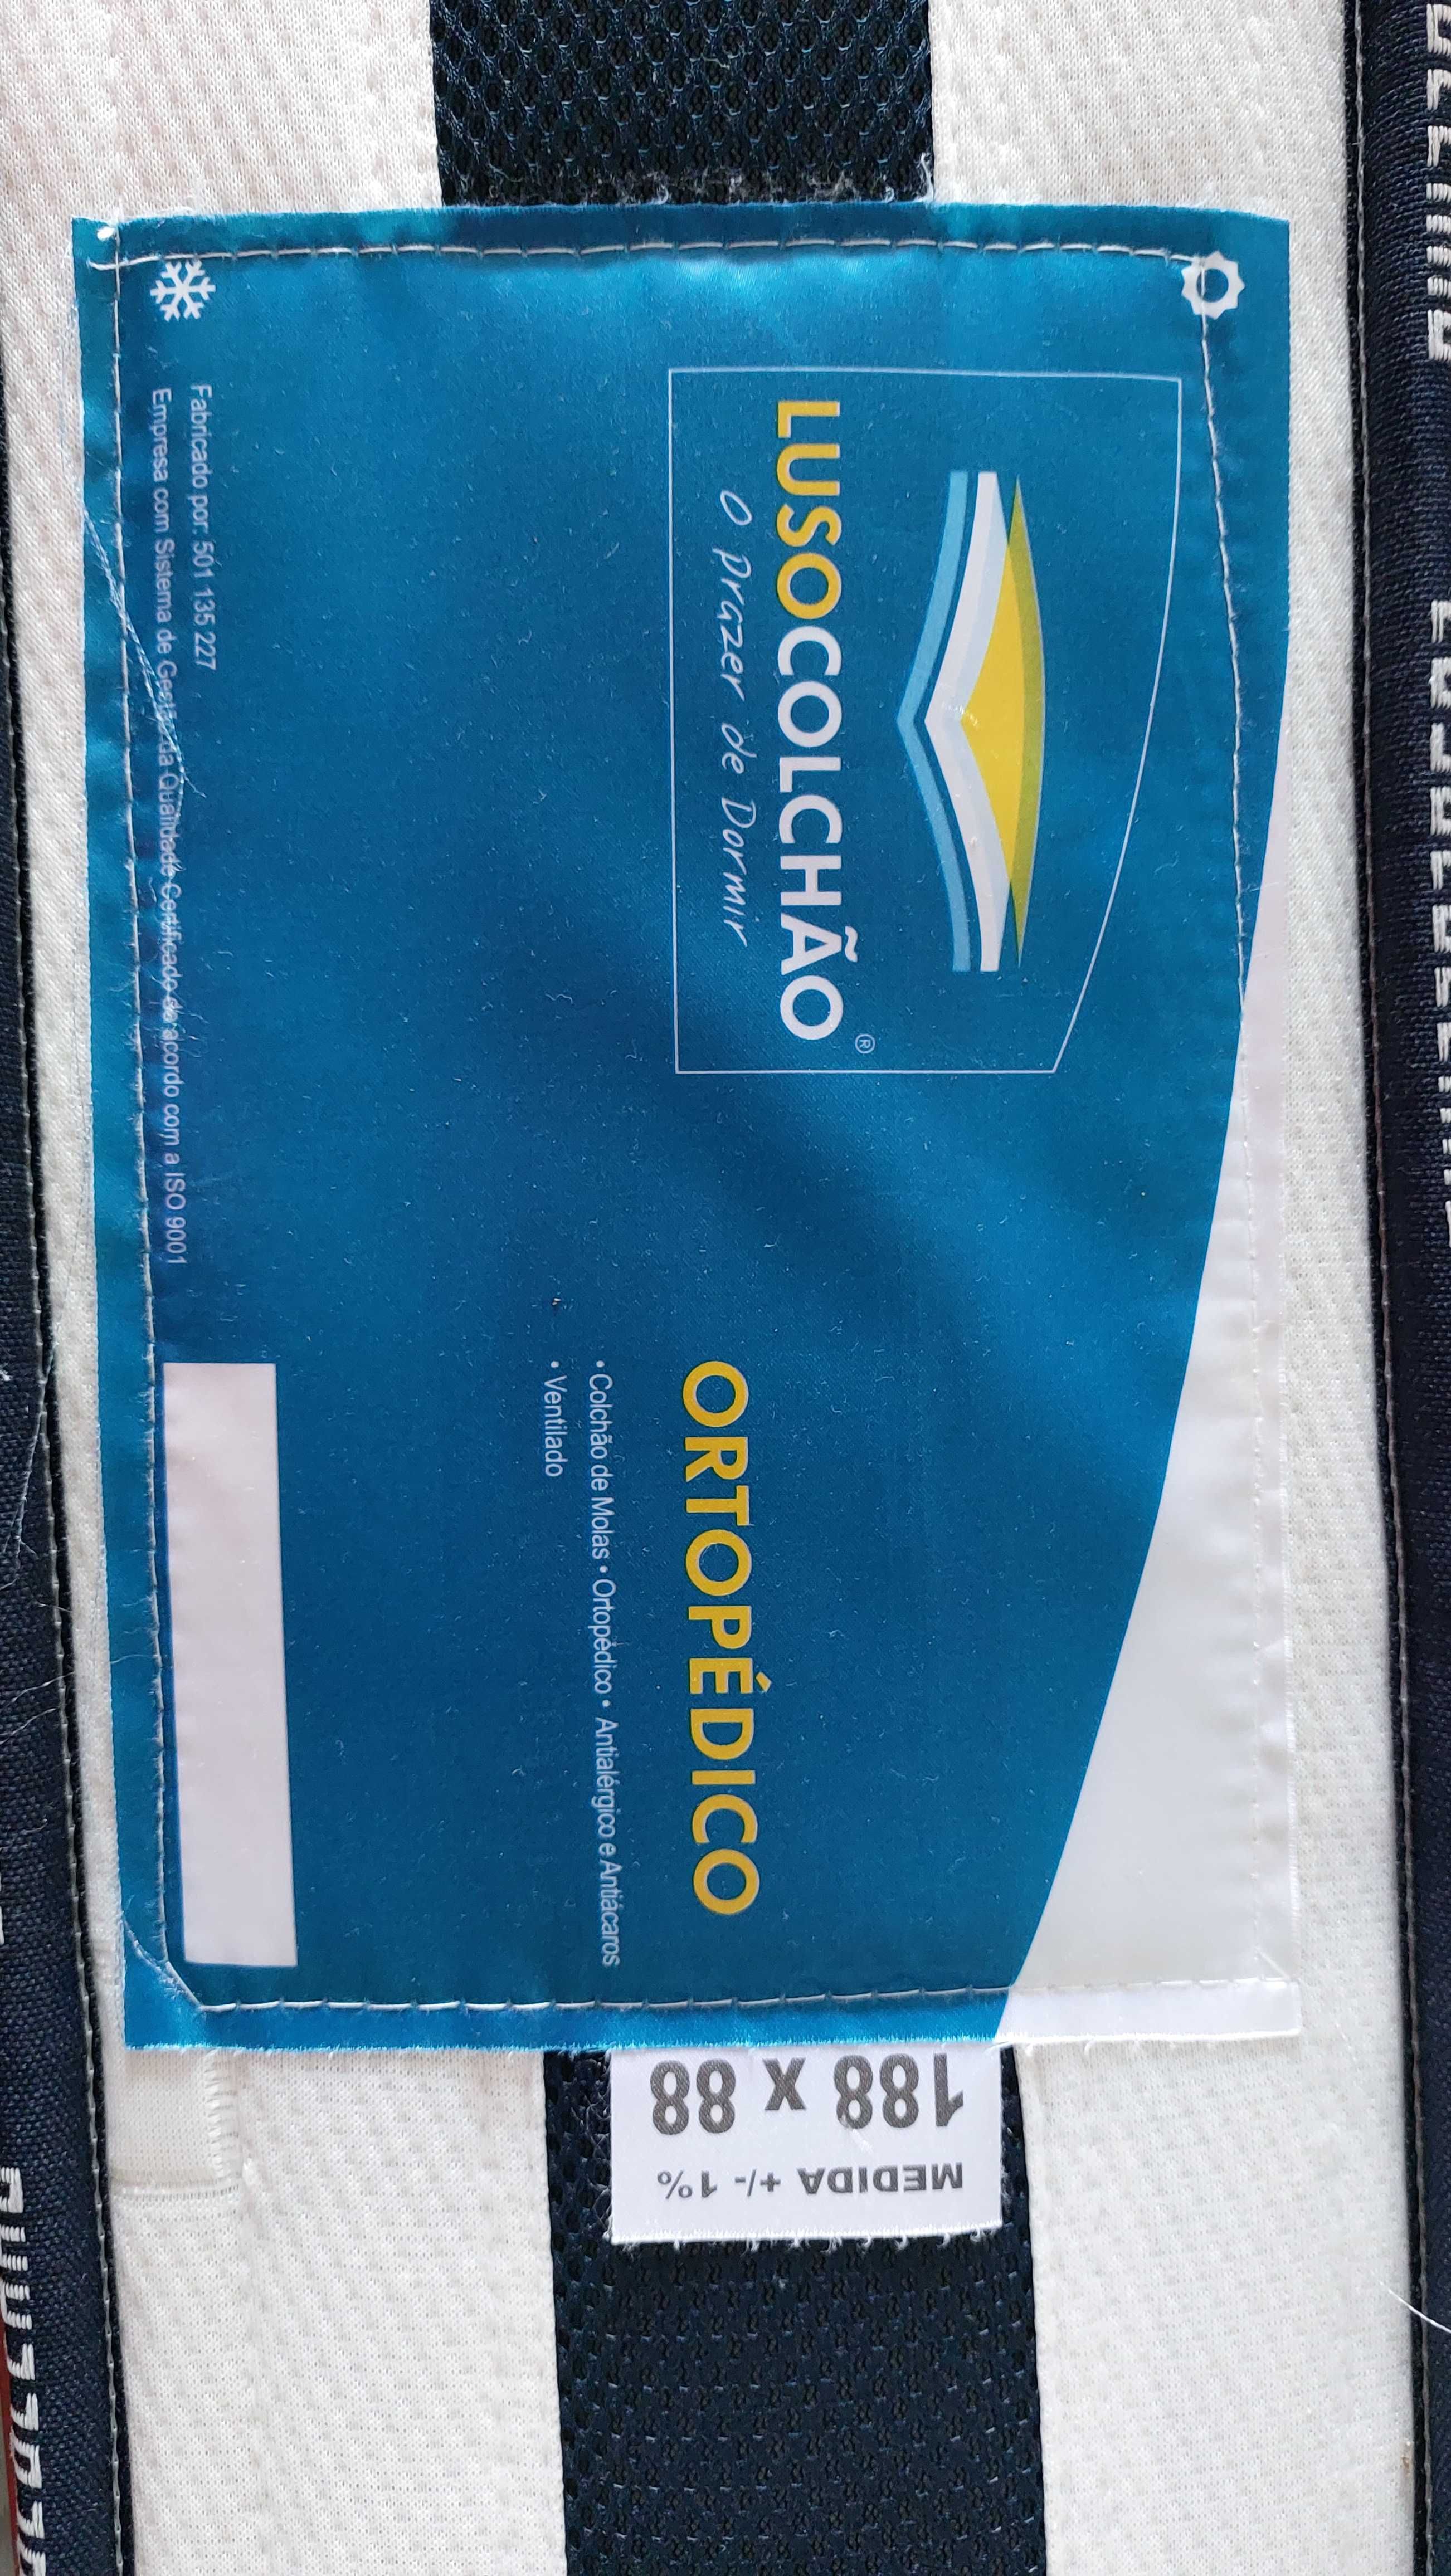 LUSOCOLCHÃO®
O Prazer de Dormir
ORTOPÉDICO
• Colchão de Molas • Ortopédico • Antialérgico e Antiácaros
• Ventilado
Fabricado por: 501 135 227
Empresa com Sistema de Gestão da Qualidade Certificado de acordo com a ISO 9001
188 x 88
MEDIDA +/- 1%